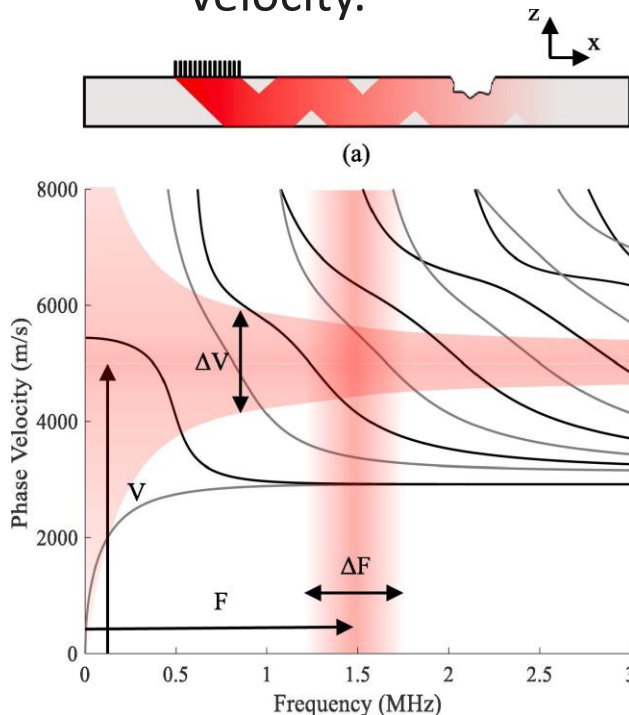 velocity.
z
x
(a)
8000
6000
4000
2000
0
Phase Velocity (m/s)
ΔV
V
ΔF
F
0
0.5
1
1.5
2
2.5
3
Frequency (MHz)